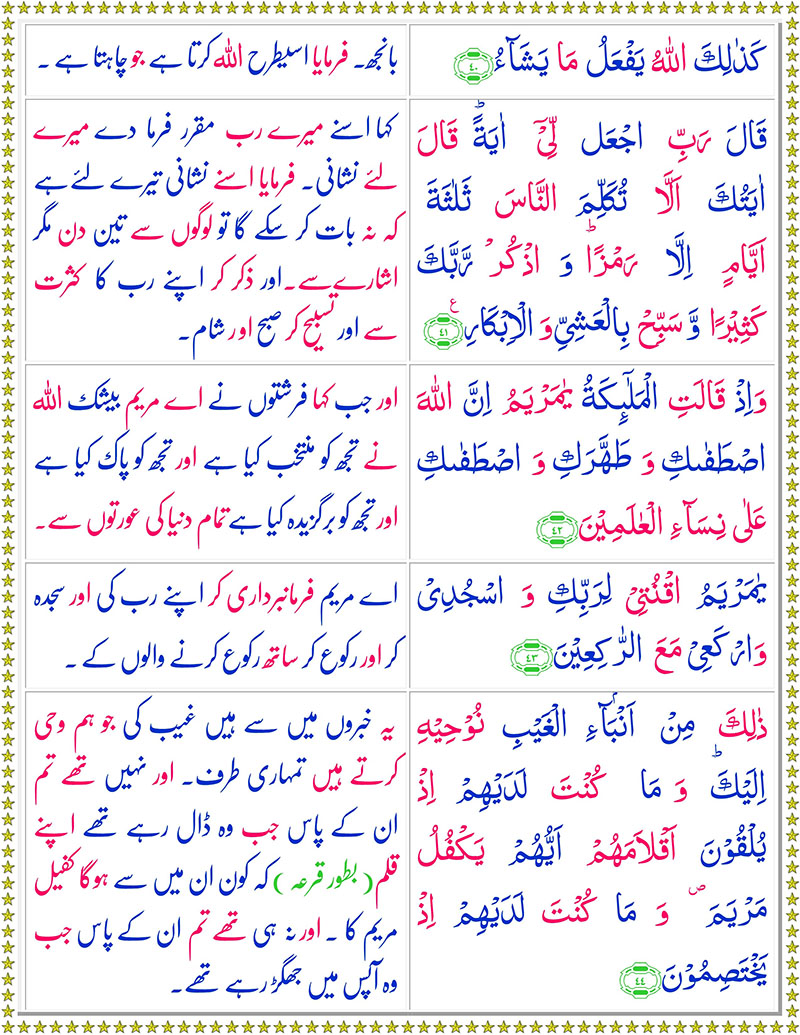 كَذٰلِكَ اللّٰهُ يَفْعَلُ مَا يَشَآءُ ﴿٤٠﴾
بانجھ۔ فرمایا اسیطرح اللہ کرتا ہے جو چاہتا ہے ۔
قَالَ رَبِّ اجْعَل لِّیْۤ اٰيَةً ؕ قَالَ
اٰيَتُكَ اَلَّا تُكَلِّمَ النَّاسَ ثَلٰثَةَ
اَيَّامٍ اِلَّا رَمْزًا ؕ وَ اذْكُرْ رَّبَّكَ
كَثِيْرًا وَّ سَبِّحْ بِالْعَشِيِّ وَ الْاِبْكَارِ ﴿٤١﴾ ع
کہا اسنے میرے رب مقرر فرما دے میرے
لئے نشانی۔ فرمایا اسنے نشانی تیرے لئے ہے
کہ نہ بات کر سکے گا تو لوگوں سے تین دن مگر
اشارے سے۔ اور ذکر کر اپنے رب کا کثرت
سے اور تسبیح کر صبح اور شام۔
وَاِذْ قَالَتِ الْمَلٰٓئِكَةُ يٰمَرْيَمُ اِنَّ اللّٰهَ
اصْطَفٰىكِ وَ طَهَّرَكِ وَ اصْطَفٰىكِ
عَلٰى نِسَآءِ الْعٰلَمِيْنَ ﴿٤٢﴾
اور جب کہا فرشتوں نے اے مریم بیشک اللہ
نے تجھ کو منتخب کیا ہے اور تجھ کو پاک کیا ہے
اور تجھ کو برگزیدہ کیا ہے تمام دنیا کی عورتوں سے۔
يٰمَرْيَمُ اقْنُتِيْ لِرَبِّكِ وَ اسْجُدِيْ
وَارْكَعِيْ مَعَ الرّٰكِعِيْنَ ﴿٤٣﴾
اے مریم فرمانبرداری کر اپنے رب کی اور سجدہ
کر اور رکوع کر ساتھ رکوع کرنے والوں کے ۔
ذٰلِكَ مِنْ اَنْۢبَآءِ الْغَيْبِ نُوْحِيْهِ
اِلَيْكَ ؕ وَ مَا كُنْتَ لَدَيْهِمْ اِذْ
يُلْقُوْنَ اَقْلَامَهُمْ اَيُّهُمْ يَكْفُلُ
مَرْيَمَ ۪ وَ مَا كُنْتَ لَدَيْهِمْ اِذْ
يَخْتَصِمُوْنَ ﴿٤٤﴾
یہ خبروں میں سے ہیں غیب کی جو ہم وحی
کرتے ہیں تمہاری طرف۔ اور نہیں تھے تم
ان کے پاس جب وہ ڈال رہے تھے اپنے
قلم (بطور قرعہ) کہ کون ان میں سے ہوگا کفیل
مریم کا ۔ اور نہ ہی تھے تم ان کے پاس جب
وہ آپس میں جھگڑ رہے تھے۔